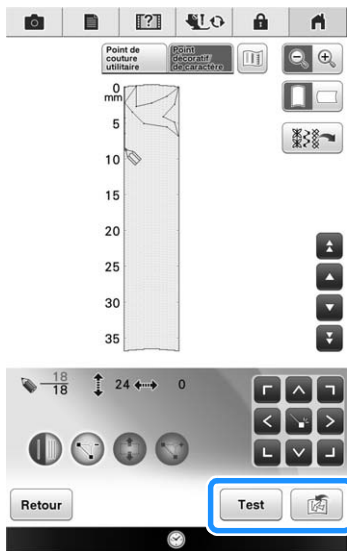 Point de
couture
utilitaire
Point
décoratif
de caractère
0
mm
5
10
15
20
25
30
35
18
18
24
0
Retour
Test